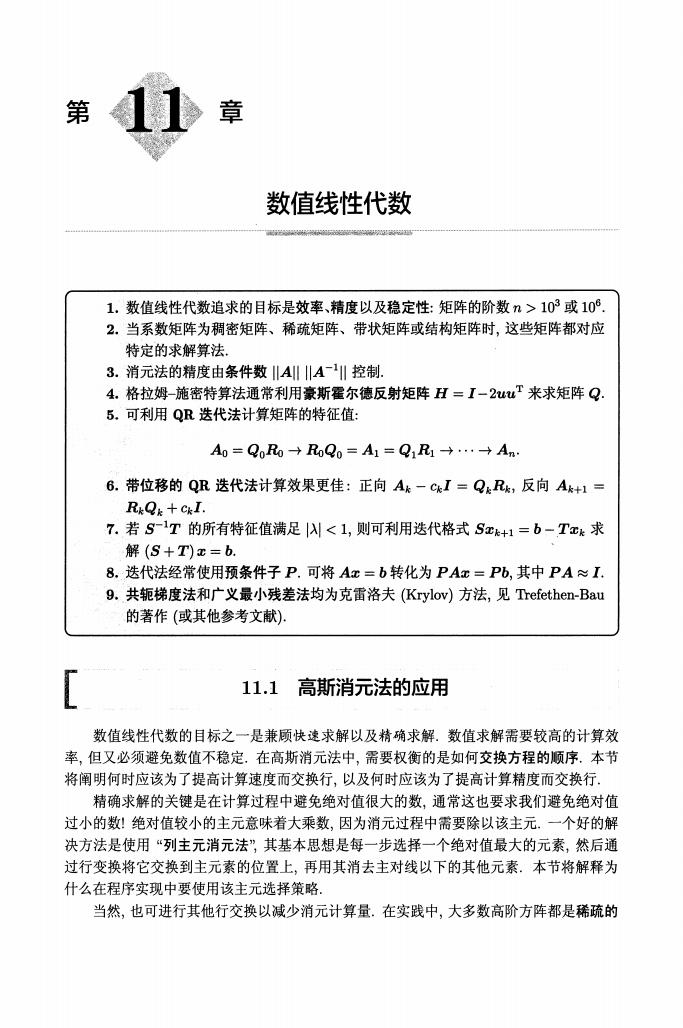 第 11 章
数值线性代数
1. 数值线性代数追求的目标是效率、精度以及稳定性: 矩阵的阶数 n > 10³ 或 10⁶.
2. 当系数矩阵为稠密矩阵、稀疏矩阵、带状矩阵或结构矩阵时, 这些矩阵都对应
特定的求解算法.
3. 消元法的精度由条件数 ||A|| ||A⁻¹|| 控制.
4. 格拉姆–施密特算法通常利用豪斯霍尔德反射矩阵 H = I−2uuᵀ 来求矩阵 Q.
5. 可利用 QR 迭代法计算矩阵的特征值:
A₀ = Q₀R₀ → R₀Q₀ = A₁ = Q₁R₁ → ⋯ → Aₙ.
6. 带位移的 QR 迭代法计算效果更佳: 正向 Aₖ − cₖI = QₖRₖ, 反向 Aₖ₊₁ =
RₖQₖ + cₖI.
7. 若 S⁻¹T 的所有特征值满足 |λ| < 1, 则可利用迭代格式 Sxₖ₊₁ = b − Txₖ 求
解 (S + T) x = b.
8. 迭代法经常使用预条件子 P. 可将 Ax = b 转化为 PAx = Pb, 其中 PA ≈ I.
9. 共轭梯度法和广义最小残差法均为克雷洛夫 (Krylov) 方法, 见 Trefethen-Bau
的著作 (或其他参考文献).
11.1 高斯消元法的应用
数值线性代数的目标之一是兼顾快速求解以及精确求解. 数值求解需要较高的计算效
率, 但又必须避免数值不稳定. 在高斯消元法中, 需要权衡的是如何交换方程的顺序. 本节
将阐明何时应该为了提高计算速度而交换行, 以及何时应该为了提高计算精度而交换行.
精确求解的关键是在计算过程中避免绝对值很大的数, 通常这也要求我们避免绝对值
过小的数! 绝对值较小的主元意味着大乘数, 因为消元过程中需要除以该主元. 一个好的解
决方法是使用 “列主元消元法”, 其基本思想是每一步选择一个绝对值最大的元素, 然后通
过行变换将它交换到主元素的位置上, 再用其消去主对线以下的其他元素. 本节将解释为
什么在程序实现中要使用该主元选择策略.
当然, 也可进行其他行交换以减少消元计算量. 在实践中, 大多数高阶方阵都是稀疏的